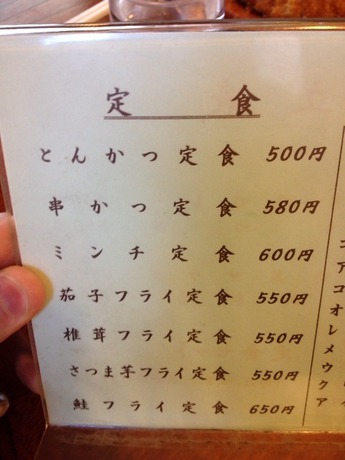 定食
とんかつ定食 500円
串かつ定食 580円
ミンチ定食 600円
茄子フライ定食 550円
椎茸フライ定食 550円
さつま芋フライ定食 550円
鮭フライ定食 650円